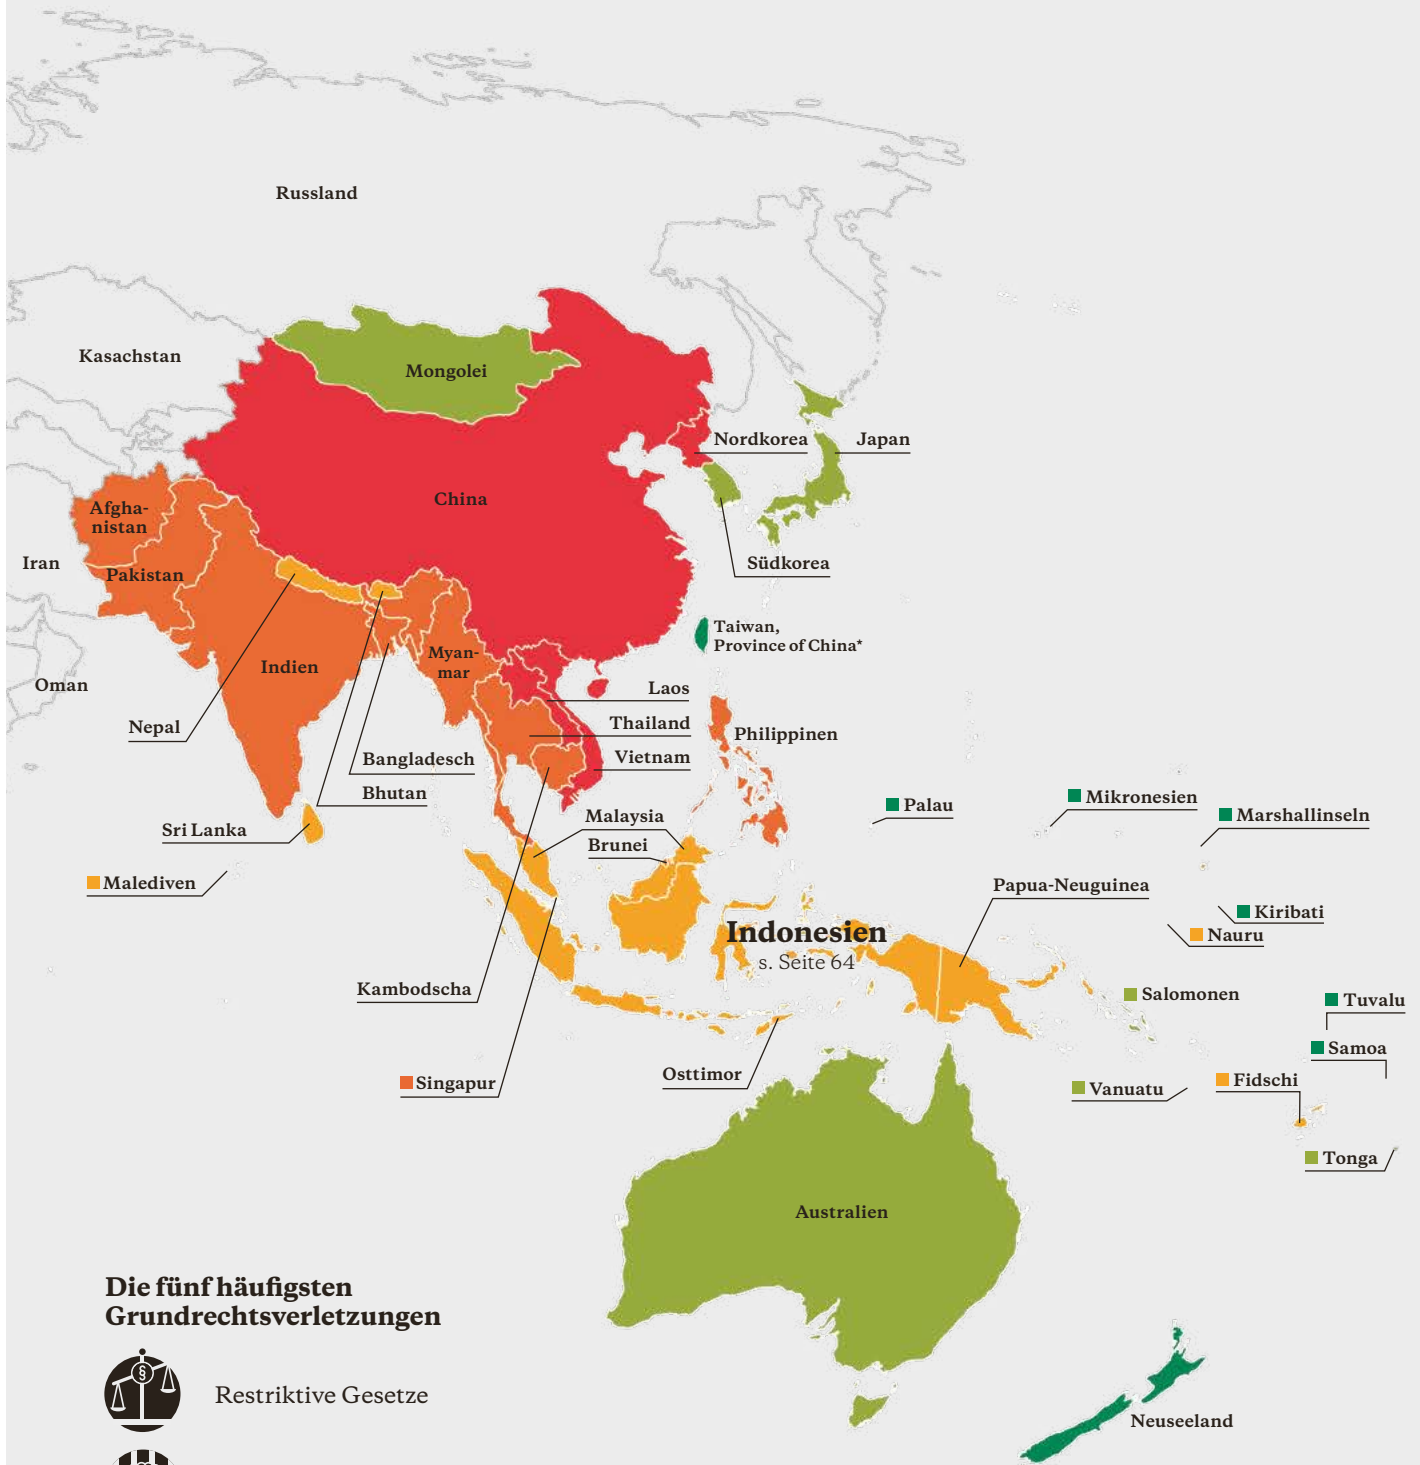 Russland
Kasachstan
Mongolei
Nordkorea
Japan
China
Afgha-
nistan
Iran
Pakistan
Südkorea
Taiwan,
Province of China*
Myan-
mar
Indien
Oman
Laos
Nepal
Thailand
Philippinen
Bangladesch
Vietnam
Bhutan
Palau
Mikronesien
Marshallinseln
Malaysia
Sri Lanka
Brunei
Malediven
Papua-Neuguinea
Kiribati
Nauru
Indonesien
s. Seite 64
Kambodscha
Salomonen
Tuvalu
Samoa
Osttimor
Singapur
Vanuatu
Fidschi
Tonga
Australien
Die fünf häufigsten
Grundrechtsverletzungen
§
Restriktive Gesetze
Neuseeland